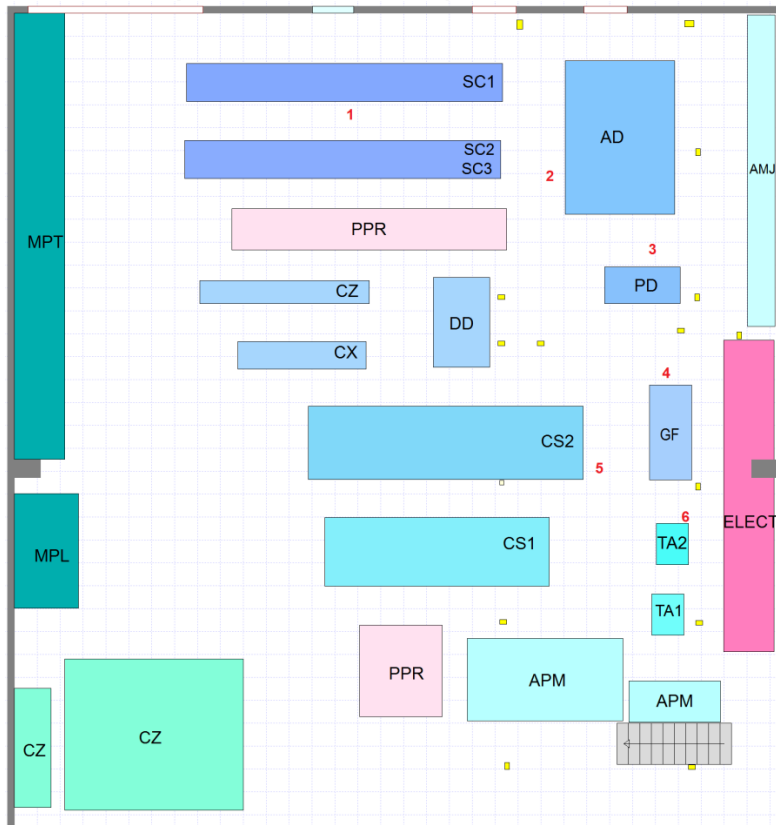 SC1
1
AD
SC2
SC3
2
AMJ
PPR
MPT
3
CZ
PD
DD
CX
4
GF
CS2
5
6
ELECT
CS1
TA2
MPL
TA1
PPR
APM
APM
CZ
CZ